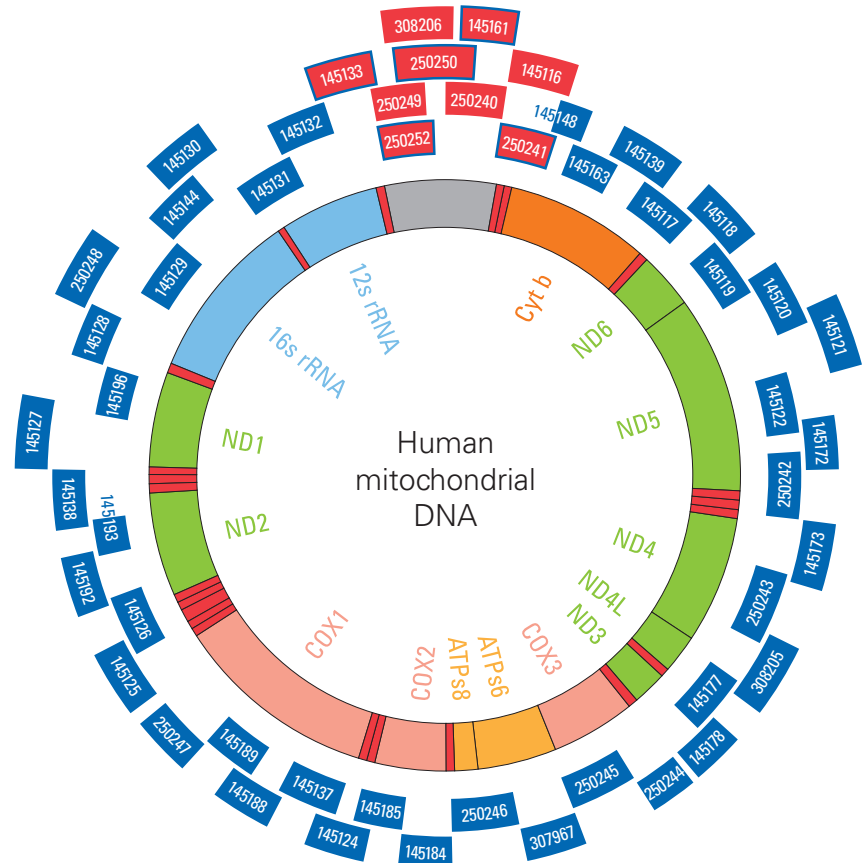 308206
145161
145133
250250
145116
250249
250240
145148
145132
250252
250241
145139
145130
145163
145131
145144
145117
145118
250248
145129
145119
145120
145128
145121
145196
145122
145127
145172
145138
250242
145193
145173
145192
250243
145126
308205
145125
145177
250247
145178
145189
250244
145188
250245
145137
145185
250246
145124
307967
145184
12s rRNA
16s rRNA
Cyt b
ND6
ND5
ND1
ND2
ND4
ND4L
ND3
COX3
ATPs6
ATPs8
COX2
COX1
Human
mitochondrial
DNA